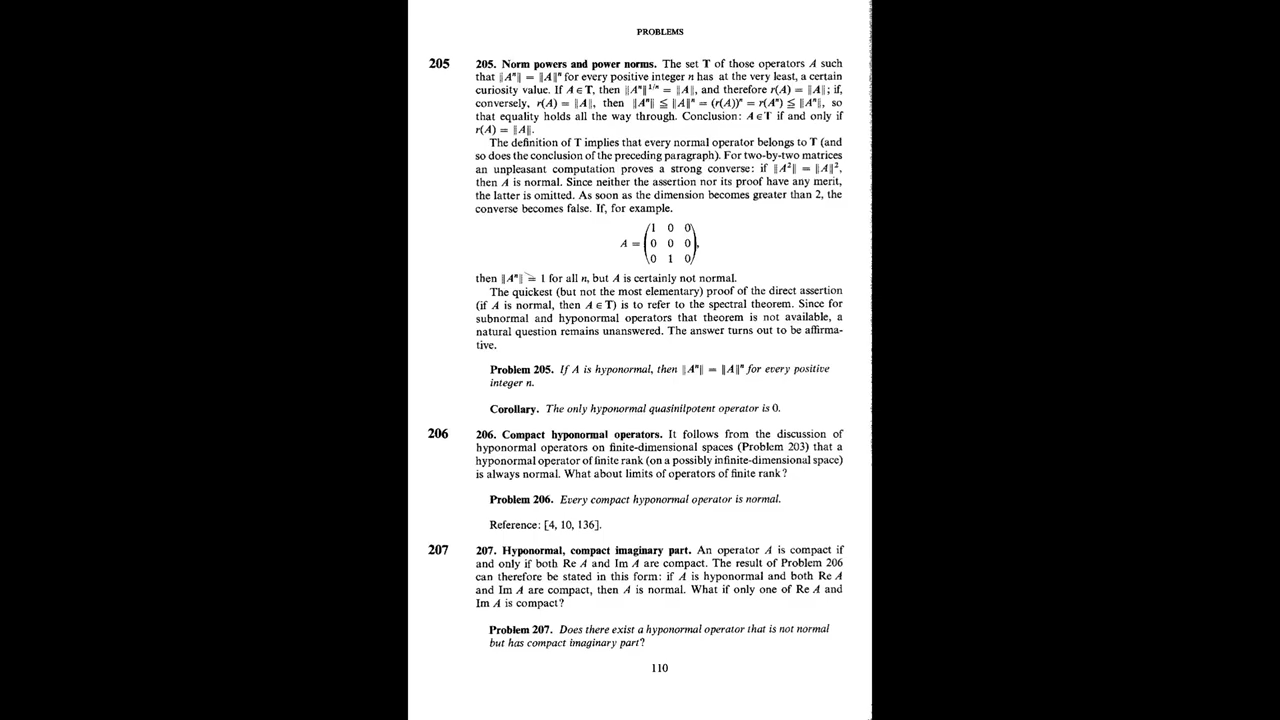 PROBLEMS
205 205. Norm powers and power norms. The set T of those operators A such
that ‖Aⁿ‖ = ‖A‖ⁿ for every positive integer n has at the very least, a certain
curiosity value. If A ∈ T, then ‖Aⁿ‖^{1/n} = ‖A‖, and therefore r(A) = ‖A‖; if,
conversely, r(A) = ‖A‖, then ‖Aⁿ‖ ≦ ‖A‖ⁿ = (r(A))ⁿ = r(Aⁿ) ≦ ‖Aⁿ‖, so
that equality holds all the way through. Conclusion: A ∈ T if and only if
r(A) = ‖A‖.
The definition of T implies that every normal operator belongs to T (and
so does the conclusion of the preceding paragraph). For two-by-two matrices
an unpleasant computation proves a strong converse: if ‖A²‖ = ‖A‖²,
then A is normal. Since neither the assertion nor its proof have any merit,
the latter is omitted. As soon as the dimension becomes greater than 2, the
converse becomes false. If, for example.
1 0 0
A = 0 0 0 ,
0 1 0
then ‖Aⁿ‖ = 1 for all n, but A is certainly not normal.
The quickest (but not the most elementary) proof of the direct assertion
(if A is normal, then A ∈ T) is to refer to the spectral theorem. Since for
subnormal and hyponormal operators that theorem is not available, a
natural question remains unanswered. The answer turns out to be affirma-
tive.
Problem 205. If A is hyponormal, then ‖Aⁿ‖ = ‖A‖ⁿ for every positive
integer n.
Corollary. The only hyponormal quasinilpotent operator is 0.
206 206. Compact hyponormal operators. It follows from the discussion of
hyponormal operators on finite-dimensional spaces (Problem 203) that a
hyponormal operator of finite rank (on a possibly infinite-dimensional space)
is always normal. What about limits of operators of finite rank?
Problem 206. Every compact hyponormal operator is normal.
Reference: [4, 10, 136].
207 207. Hyponormal, compact imaginary part. An operator A is compact if
and only if both Re A and Im A are compact. The result of Problem 206
can therefore be stated in this form: if A is hyponormal and both Re A
and Im A are compact, then A is normal. What if only one of Re A and
Im A is compact?
Problem 207. Does there exist a hyponormal operator that is not normal
but has compact imaginary part?
110